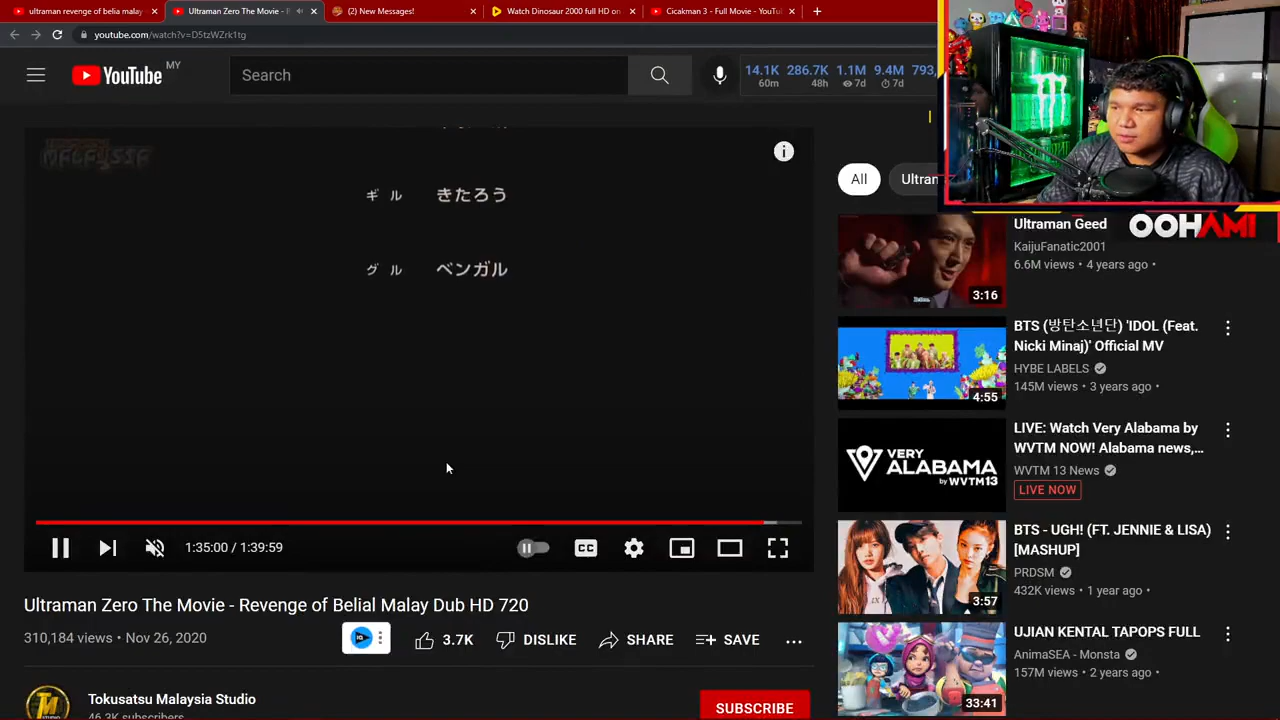 ultraman revenge of belial malay d
Ultraman Zero The Movie - R
(2) New Messages!
Watch Dinosaur 2000 full HD on
Cicakman 3 - Full Movie - YouTu
youtube.com/watch?v=D5tzWZrk1tg
YouTube MY
Search
14.1K 286.7K 1.1M 9.4M 793,
60m 48h 7d 7d
MALAYSIA
ギル きたろう
グル ベンガル
1:35:00 / 1:39:59
CC
Ultraman Zero The Movie - Revenge of Belial Malay Dub HD 720
310,184 views • Nov 26, 2020
3.7K DISLIKE SHARE SAVE
Tokusatsu Malaysia Studio
46.3K subscribers
SUBSCRIBE
OOHAMI
All
Ultram
Ultraman Geed
KaijuFanatic2001
6.6M views • 4 years ago •
3:16
BTS (방탄소년단) 'IDOL (Feat.
Nicki Minaj)' Official MV
HYBE LABELS
145M views • 3 years ago •
4:55
LIVE: Watch Very Alabama by
WVTM NOW! Alabama news,...
WVTM 13 News
LIVE NOW
VERY
ALABAMA
by WVTM13
BTS - UGH! (FT. JENNIE & LISA)
[MASHUP]
PRDSM
432K views • 1 year ago •
3:57
UJIAN KENTAL TAPOPS FULL
AnimaSEA - Monsta
157M views • 2 years ago •
33:41